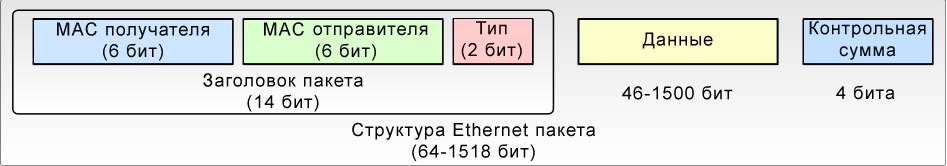 MAC получателя
(6 бит)
MAC отправителя
(6 бит)
Тип
(2 бит)
Заголовок пакета
(14 бит)
Данные
46-1500 бит
Контрольная
сумма
4 бита
Структура Ethernet пакета
(64-1518 бит)